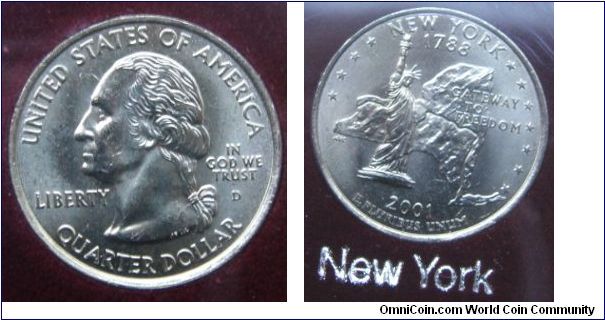 UNITED STATES OF AMERICA
IN
GOD WE
TRUST
LIBERTY
D
QUARTER DOLLAR
NEW YORK
1788
GATEWAY
TO
FREEDOM
2001
E PLURIBUS UNUM
New York
OmniCoin.com World Coin Community